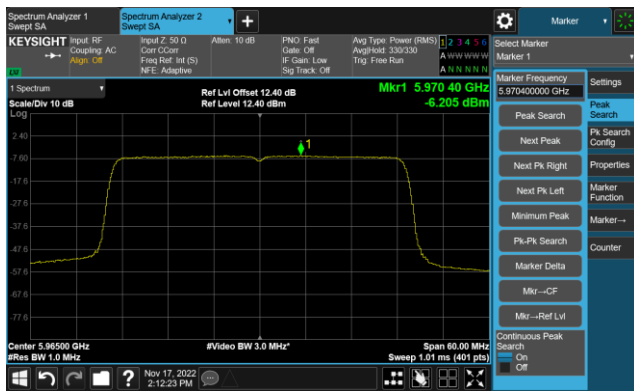 Spectrum Analyzer 1
Swept SA
Spectrum Analyzer 2
Swept SA
+
Marker
KEYSIGHT
Input: RF
Coupling: AC
Align: Off
Input Z: 50 Ω
Corr CCorr
Freq Ref: Int (S)
NFE: Adaptive
Atten: 10 dB
PNO: Fast
Gate: Off
IF Gain: Low
Sig Track: Off
Avg Type: Power (RMS)
Avg|Hold: 330/330
Trig: Free Run
1 2 3 4 5 6
A W W W W W
A N N N N N
Select Marker
Marker 1
1 Spectrum
Scale/Div 10 dB
Log
Ref Lvl Offset 12.40 dB
Ref Level 12.40 dBm
Mkr1 5.970 40 GHz
-6.205 dBm
1
2.40
-7.60
-17.6
-27.6
-37.6
-47.6
-57.6
-67.6
-77.6
Center 5.96500 GHz
#Res BW 1.0 MHz
#Video BW 3.0 MHz*
Span 60.00 MHz
Sweep 1.01 ms (401 pts)
Marker Frequency
5.970400000 GHz
Peak Search
Next Peak
Next Pk Right
Next Pk Left
Minimum Peak
Pk-Pk Search
Marker Delta
Mkr→CF
Mkr→Ref Lvl
Continuous Peak
Search
On
Off
Settings
Peak
Search
Pk Search
Config
Properties
Marker
Function
Marker→
Counter
?
Nov 17, 2022
2:12:23 PM